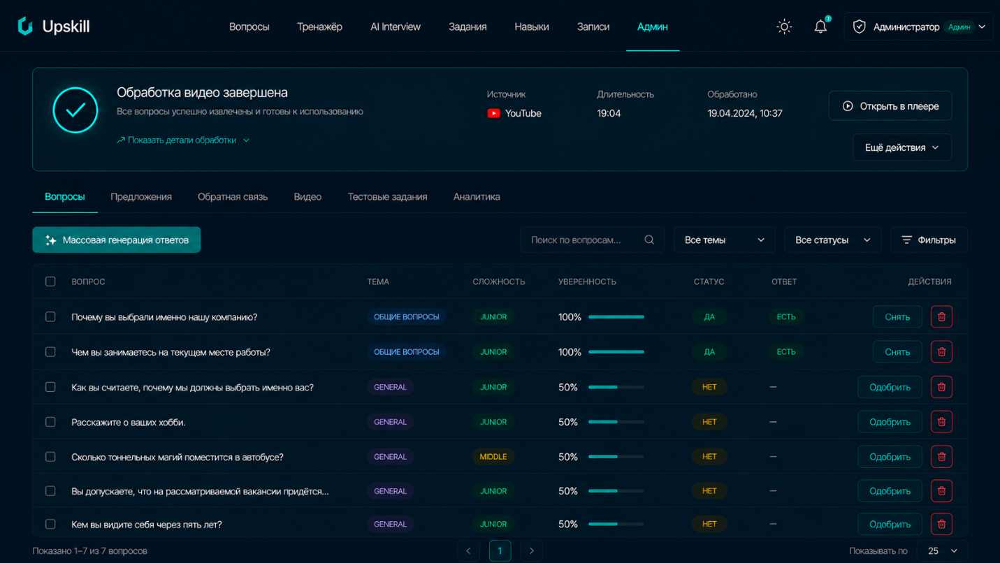 Upskill
Вопросы Тренажёр AI Interview Задания Навыки Записи Админ 1 Администратор Админ
Обработка видео завершена
Все вопросы успешно извлечены и готовы к использованию
Показать детали обработки
Источник Длительность Обработано
YouTube 19:04 19.04.2024, 10:37
Открыть в плеере
Ещё действия
Вопросы Предложения Обратная связь Видео Тестовые задания Аналитика
Массовая генерация ответов Поиск по вопросам... Все темы Все статусы Фильтры
ВОПРОС ТЕМА СЛОЖНОСТЬ УВЕРЕННОСТЬ СТАТУС ОТВЕТ ДЕЙСТВИЯ
Почему вы выбрали именно нашу компанию? ОБЩИЕ ВОПРОСЫ JUNIOR 100% ДА ЕСТЬ Снять
Чем вы занимаетесь на текущем месте работы? ОБЩИЕ ВОПРОСЫ JUNIOR 100% ДА ЕСТЬ Снять
Как вы считаете, почему мы должны выбрать именно вас? GENERAL JUNIOR 50% НЕТ — Одобрить
Расскажите о ваших хобби. GENERAL JUNIOR 50% НЕТ — Одобрить
Сколько тоннельных магий поместится в автобусе? GENERAL MIDDLE 50% НЕТ — Одобрить
Вы допускаете, что на рассматриваемой вакансии придётся... GENERAL JUNIOR 50% НЕТ — Одобрить
Кем вы видите себя через пять лет? GENERAL JUNIOR 50% НЕТ — Одобрить
Показано 1–7 из 7 вопросов 1 Показывать по 25